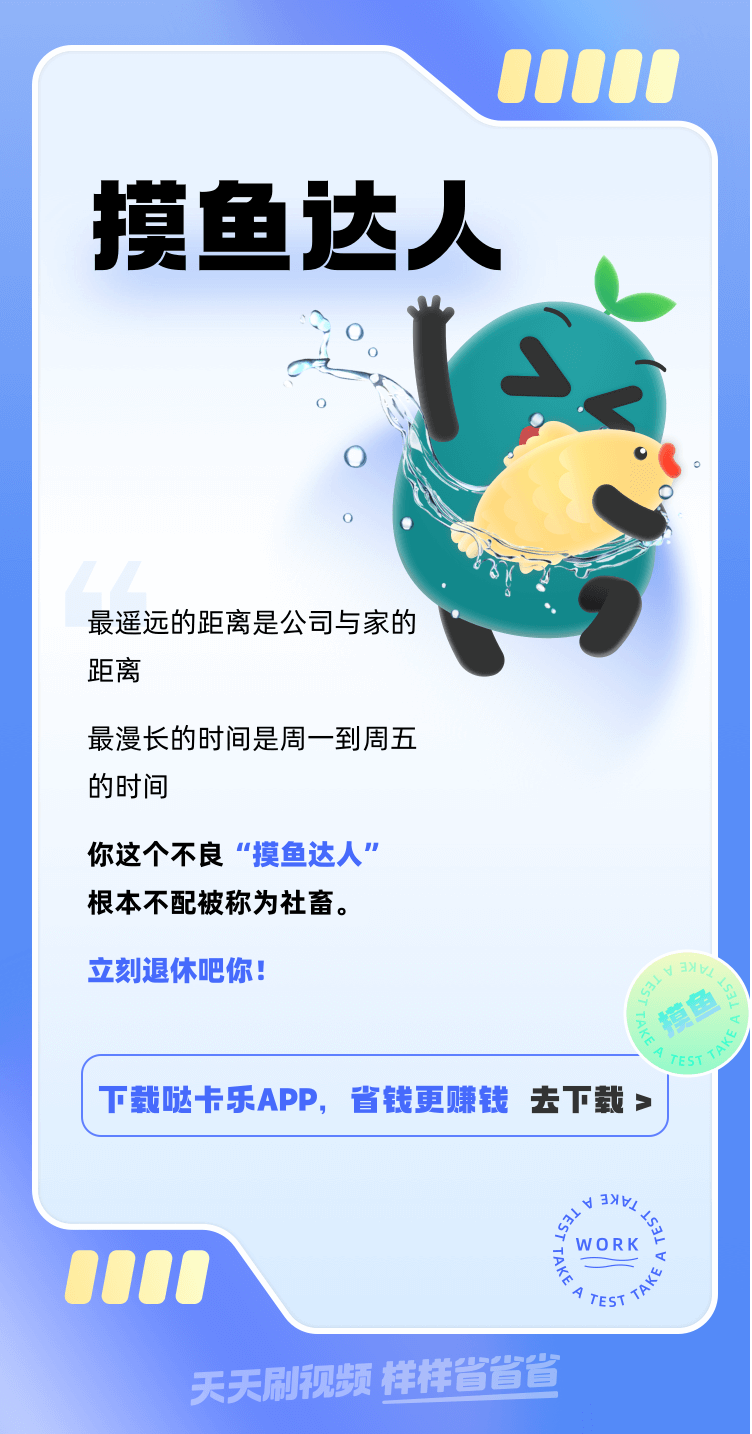 摸鱼达人
最遥远的距离是公司与家的
距离
最漫长的时间是周一到周五
的时间
你这个不良“摸鱼达人”
根本不配被称为社畜。
立刻退休吧你!
摸鱼
TAKE A TEST TAKE A TEST TAKE A TEST
下载哒卡乐APP，省钱更赚钱 去下载 >
WORK
TAKE A TEST TAKE A TEST TAKE A TEST
天天刷视频 样样省省省